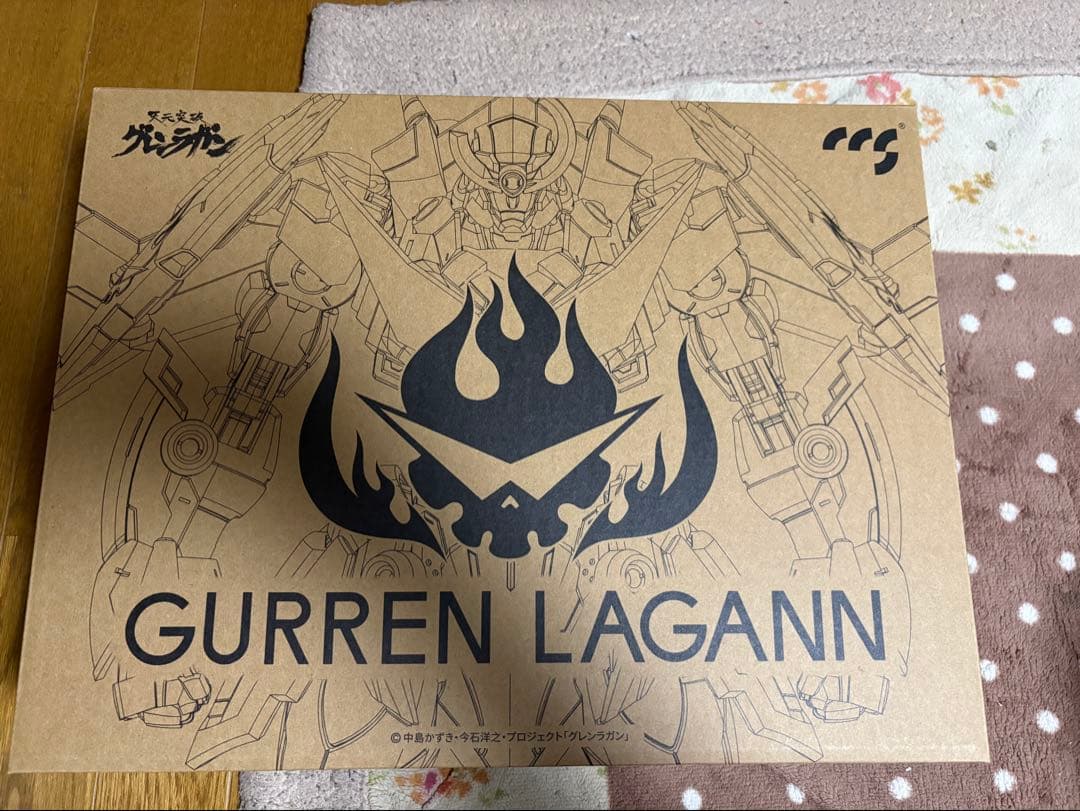 天元突破
グレンラガン
CCS®
GURREN LAGANN
© 中島かずき・今石洋之・プロジェクト「グレンラガン」